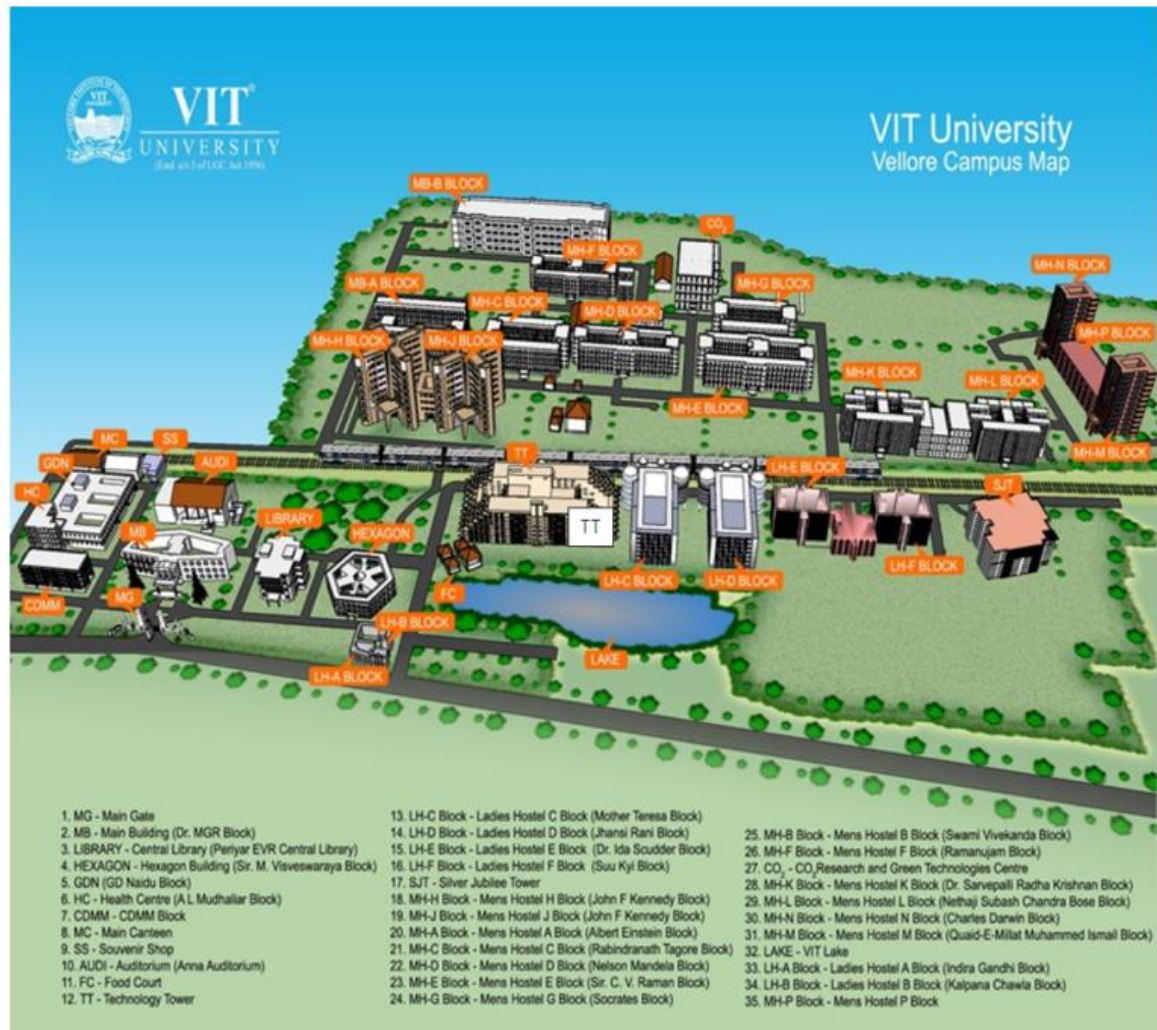 VIT®
UNIVERSITY
(Estd. u/s 3 of UGC Act 1956)
VIT University
Vellore Campus Map
MB-B BLOCK
CO₂
MH-F BLOCK
MH-N BLOCK
MB-A BLOCK
MH-C BLOCK
MH-D BLOCK
MH-G BLOCK
MH-H BLOCK
MH-J BLOCK
MH-P BLOCK
MH-K BLOCK
MH-L BLOCK
MH-E BLOCK
MH-M BLOCK
MC
SS
GDN
AUDI
TT
LH-E BLOCK
SJT
HC
LIBRARY
TT
MB
HEXAGON
LH-F BLOCK
LH-C BLOCK
LH-D BLOCK
CDMM
MG
FC
LH-B BLOCK
LAKE
LH-A BLOCK
1. MG - Main Gate
2. MB - Main Building (Dr. MGR Block)
3. LIBRARY - Central Library (Periyar EVR Central Library)
4. HEXAGON - Hexagon Building (Sir. M. Visveswaraya Block)
5. GDN (GD Naidu Block)
6. HC - Health Centre (A L Mudhaliar Block)
7. CDMM - CDMM Block
8. MC - Main Canteen
9. SS - Souvenir Shop
10. AUDI - Auditorium (Anna Auditorium)
11. FC - Food Court
12. TT - Technology Tower
13. LH-C Block - Ladies Hostel C Block (Mother Teresa Block)
14. LH-D Block - Ladies Hostel D Block (Jhansi Rani Block)
15. LH-E Block - Ladies Hostel E Block (Dr. Ida Scudder Block)
16. LH-F Block - Ladies Hostel F Block (Suu Kyi Block)
17. SJT - Silver Jubilee Tower
18. MH-H Block - Mens Hostel H Block (John F Kennedy Block)
19. MH-J Block - Mens Hostel J Block (John F Kennedy Block)
20. MH-A Block - Mens Hostel A Block (Albert Einstein Block)
21. MH-C Block - Mens Hostel C Block (Rabindranath Tagore Block)
22. MH-D Block - Mens Hostel D Block (Nelson Mandela Block)
23. MH-E Block - Mens Hostel E Block (Sir. C. V. Raman Block)
24. MH-G Block - Mens Hostel G Block (Socrates Block)
25. MH-B Block - Mens Hostel B Block (Swami Vivekanda Block)
26. MH-F Block - Mens Hostel F Block (Ramanujam Block)
27. CO₂ - CO₂Research and Green Technologies Centre
28. MH-K Block - Mens Hostel K Block (Dr. Sarvepalli Radha Krishnan Block)
29. MH-L Block - Mens Hostel L Block (Nethaji Subash Chandra Bose Block)
30. MH-N Block - Mens Hostel N Block (Charles Darwin Block)
31. MH-M Block - Mens Hostel M Block (Quaid-E-Millat Muhammed Ismail Block)
32. LAKE - VIT Lake
33. LH-A Block - Ladies Hostel A Block (Indira Gandhi Block)
34. LH-B Block - Ladies Hostel B Block (Kalpana Chawla Block)
35. MH-P Block - Mens Hostel P Block